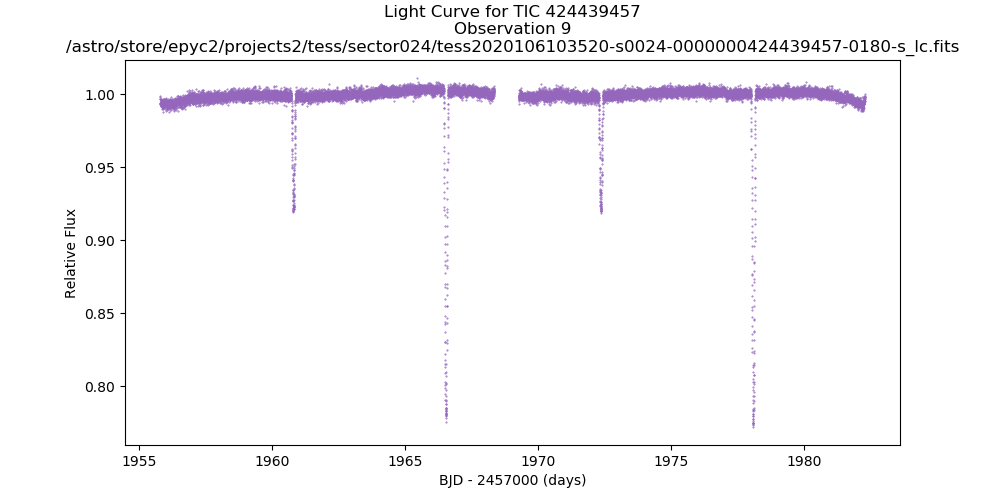 Light Curve for TIC 424439457
Observation 9
/astro/store/epyc2/projects2/tess/sector024/tess2020106103520-s0024-0000000424439457-0180-s_lc.fits
1.00
0.95
0.90
0.85
0.80
Relative Flux
1955
1960
1965
1970
1975
1980
BJD - 2457000 (days)